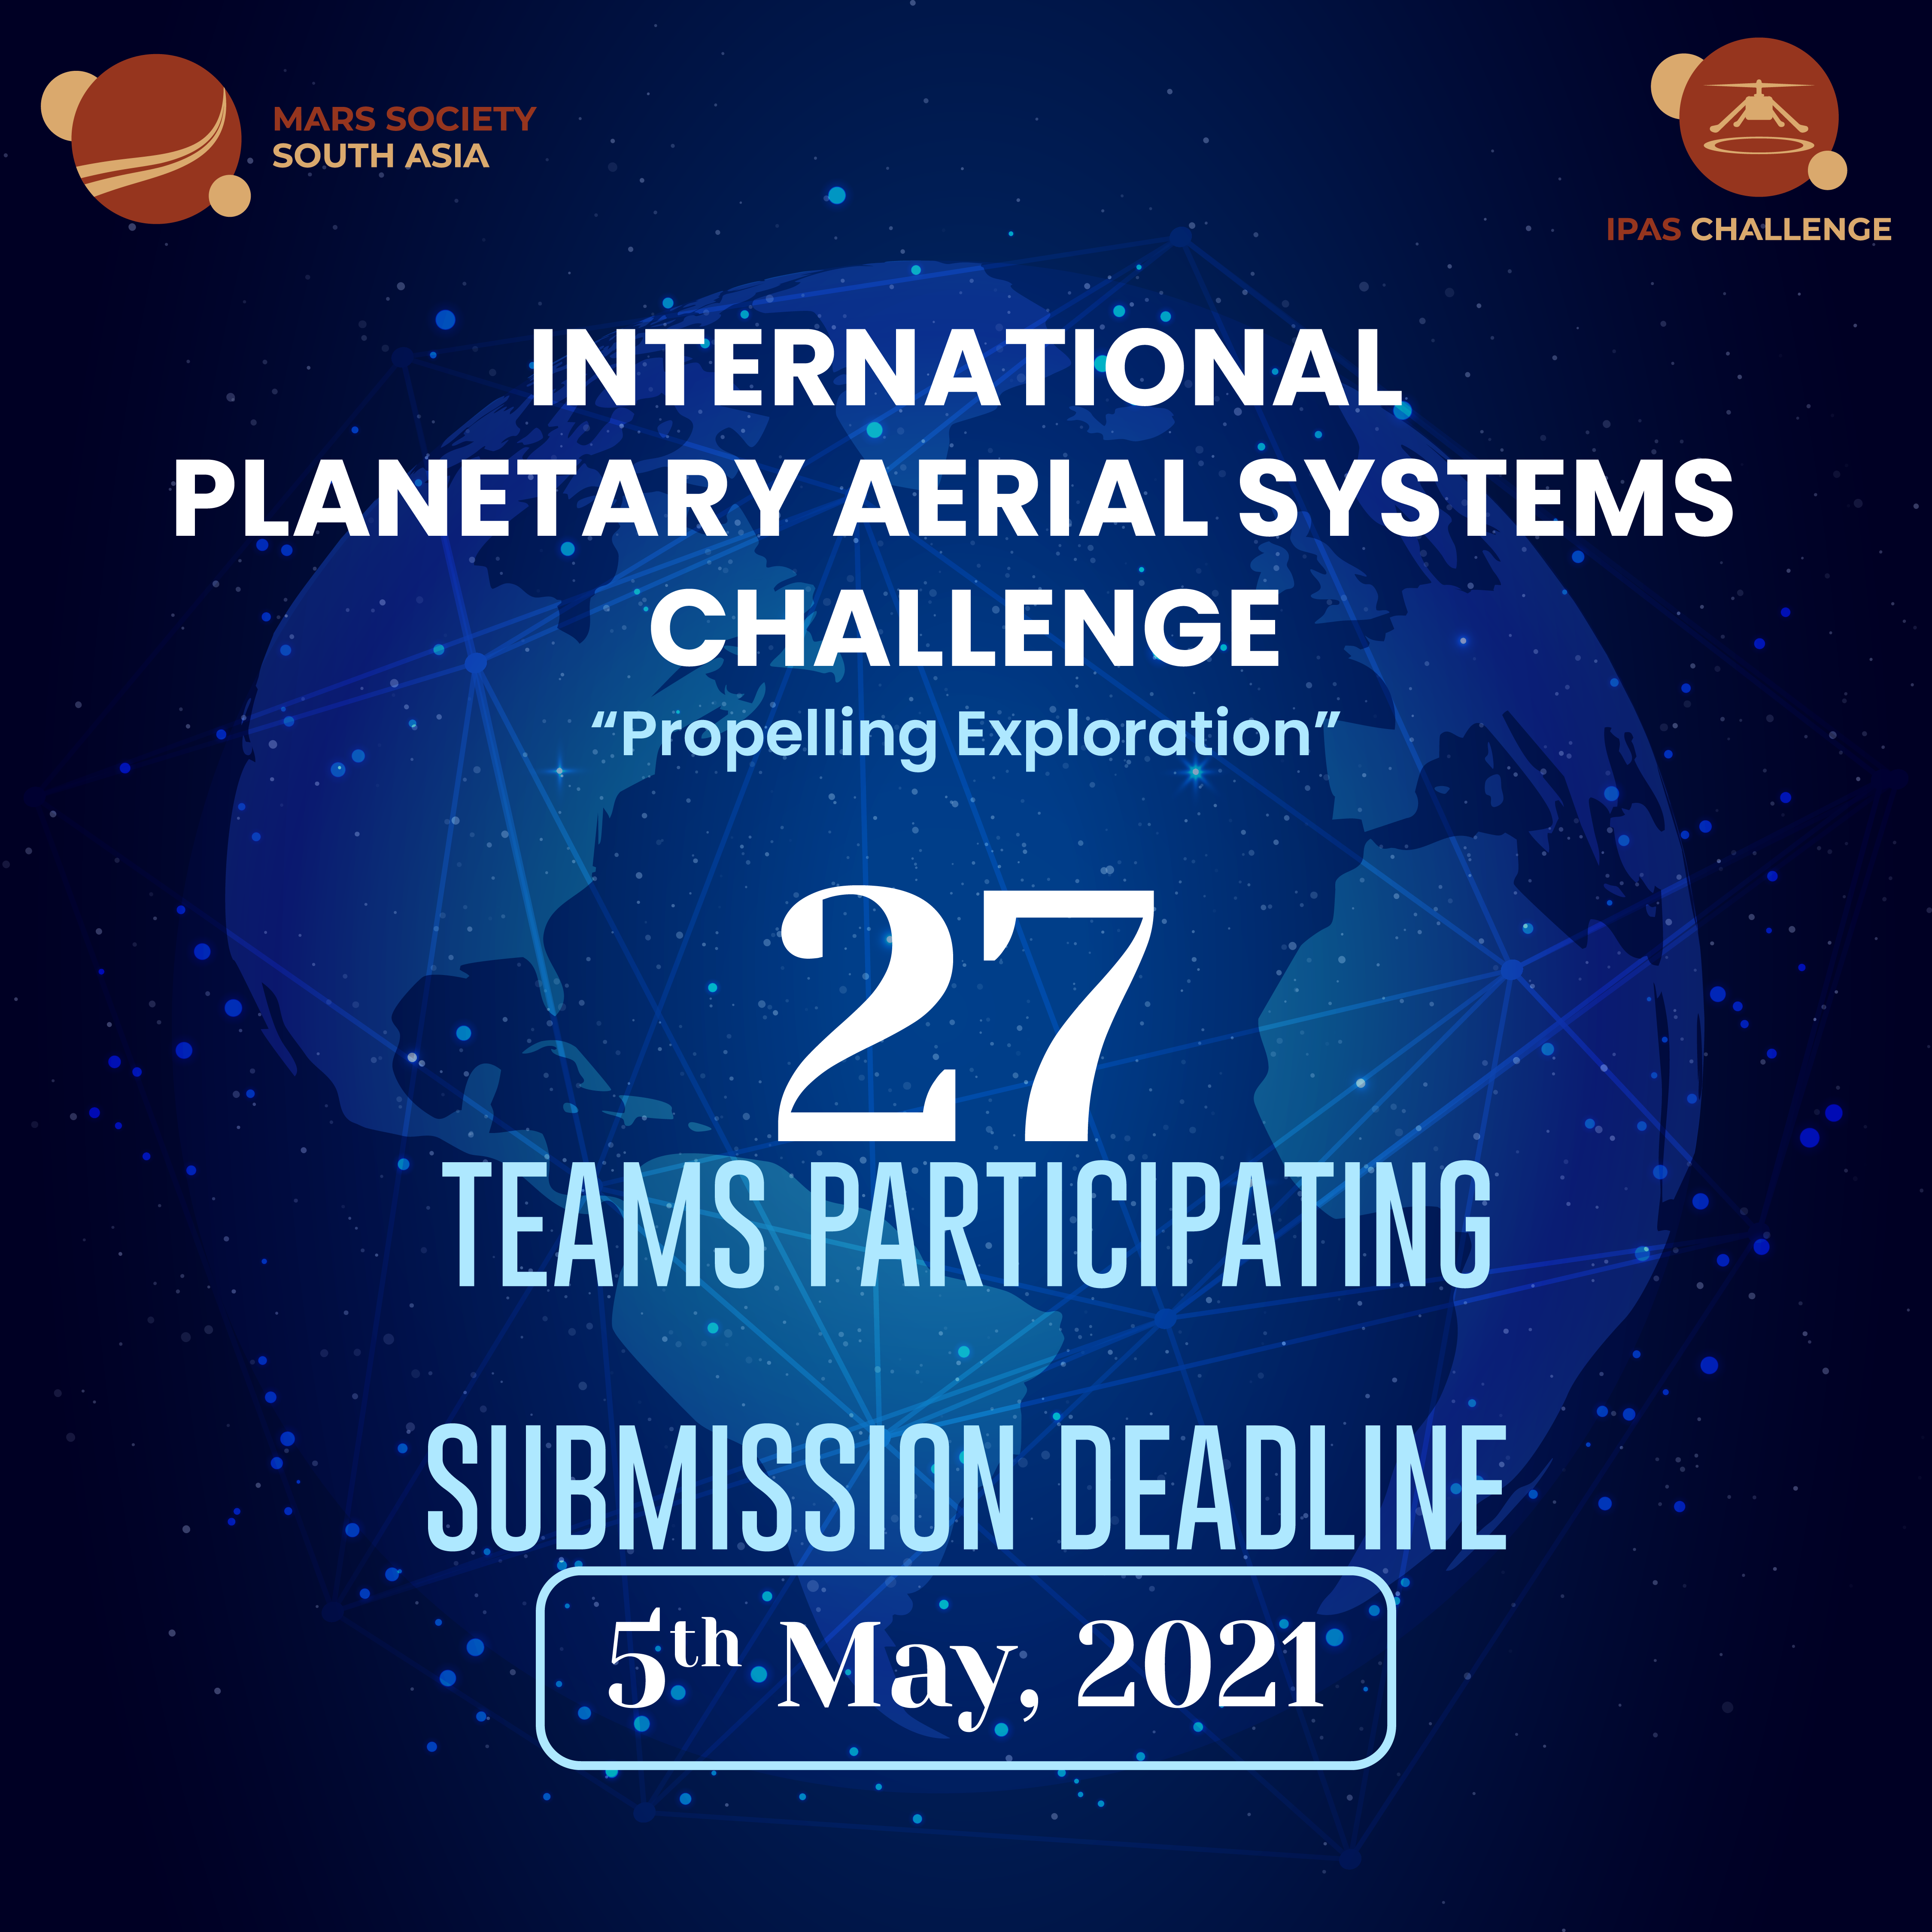 MARS SOCIETY
SOUTH ASIA
IPAS CHALLENGE
INTERNATIONAL
PLANETARY AERIAL SYSTEMS
CHALLENGE
“Propelling Exploration”
27
TEAMS PARTICIPATING
SUBMISSION DEADLINE
5th May, 2021